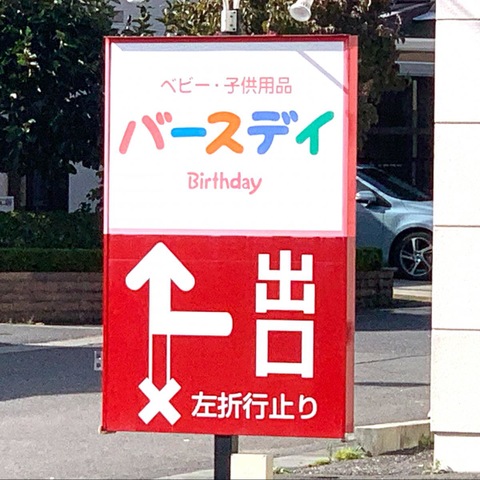 ベビー・子供用品
バースデイ
Birthday
出口
左折行止り